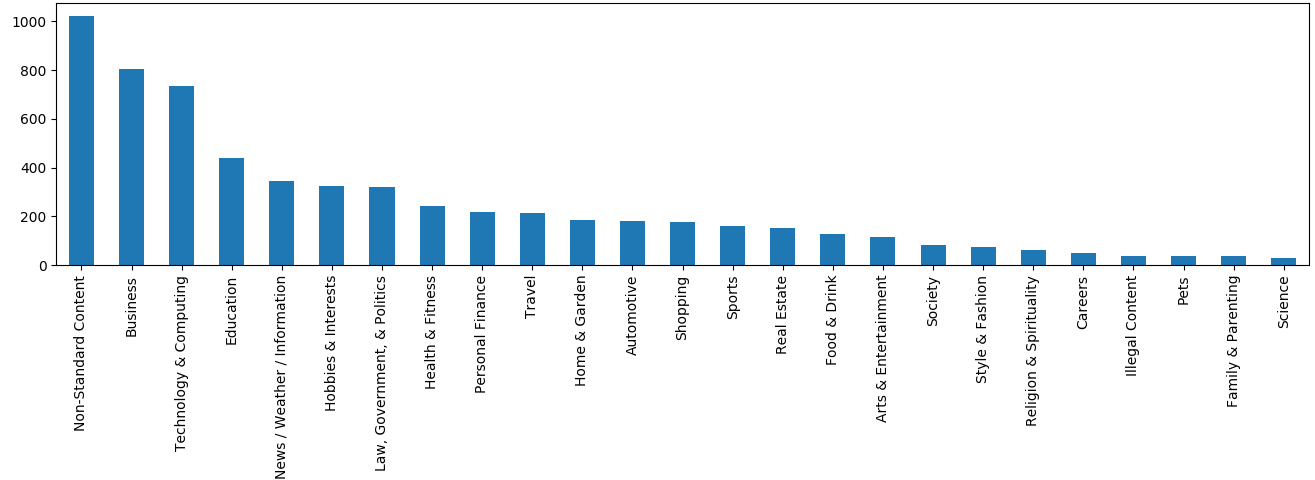 1000
800
600
400
200
0
Non-Standard Content
Business
Technology & Computing
Education
News / Weather / Information
Hobbies & Interests
Law, Government, & Politics
Health & Fitness
Personal Finance
Travel
Home & Garden
Automotive
Shopping
Sports
Real Estate
Food & Drink
Arts & Entertainment
Society
Style & Fashion
Religion & Spirituality
Careers
Illegal Content
Pets
Family & Parenting
Science